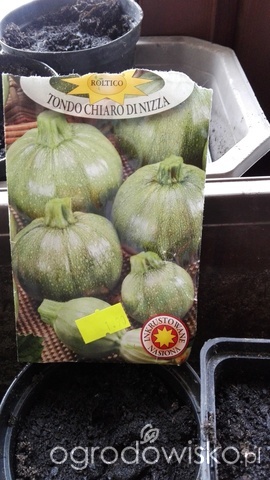 ROLTICO
TONDO CHIARO DI NIZZA
INKRUSTOWANE
NASIONA
ogrodowisko.pl